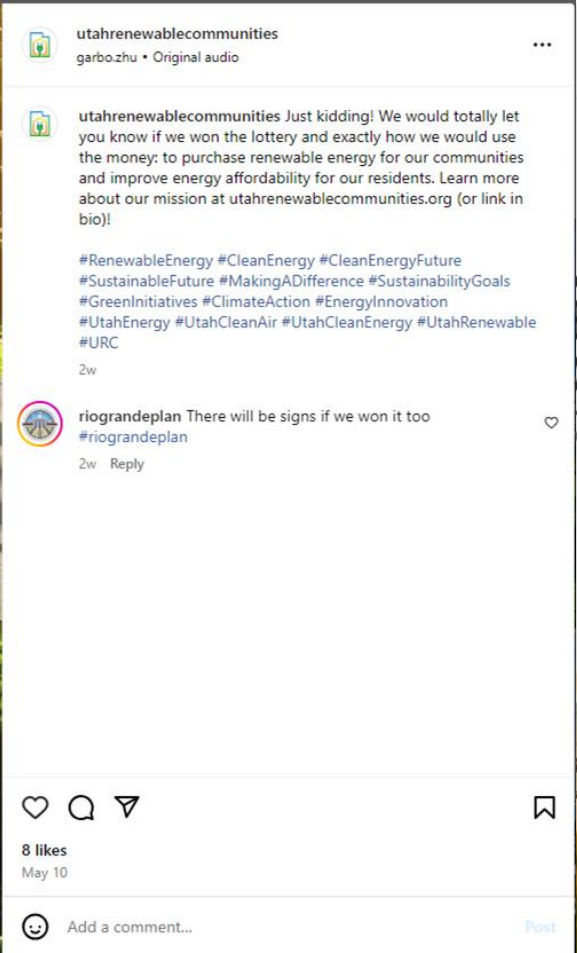 utahrenewablecommunities
garbo.zhu • Original audio
utahrenewablecommunities Just kidding! We would totally let
you know if we won the lottery and exactly how we would use
the money: to purchase renewable energy for our communities
and improve energy affordability for our residents. Learn more
about our mission at utahrenewablecommunities.org (or link in
bio)!
#RenewableEnergy #CleanEnergy #CleanEnergyFuture
#SustainableFuture #MakingADifference #SustainabilityGoals
#GreenInitiatives #ClimateAction #EnergyInnovation
#UtahEnergy #UtahCleanAir #UtahCleanEnergy #UtahRenewable
#URC
2w
riograndeplan There will be signs if we won it too
#riograndeplan
2w Reply
8 likes
May 10
Add a comment...
Post